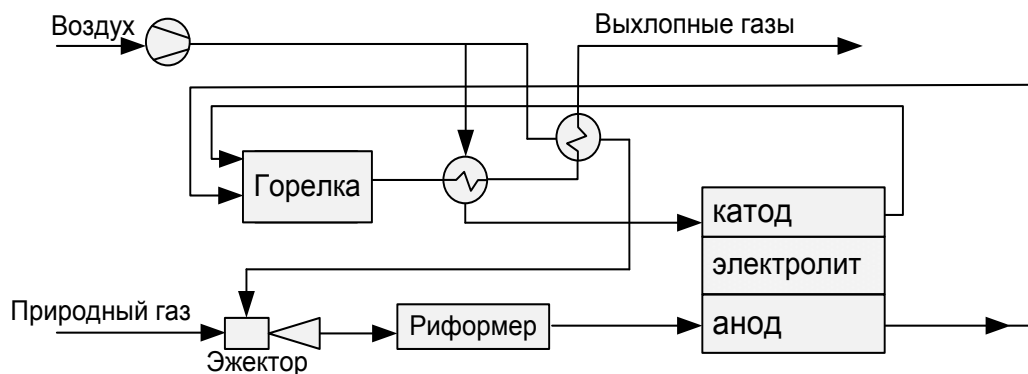 Воздух
Выхлопные газы
Горелка
катод
электролит
Природный газ
Эжектор
Риформер
анод